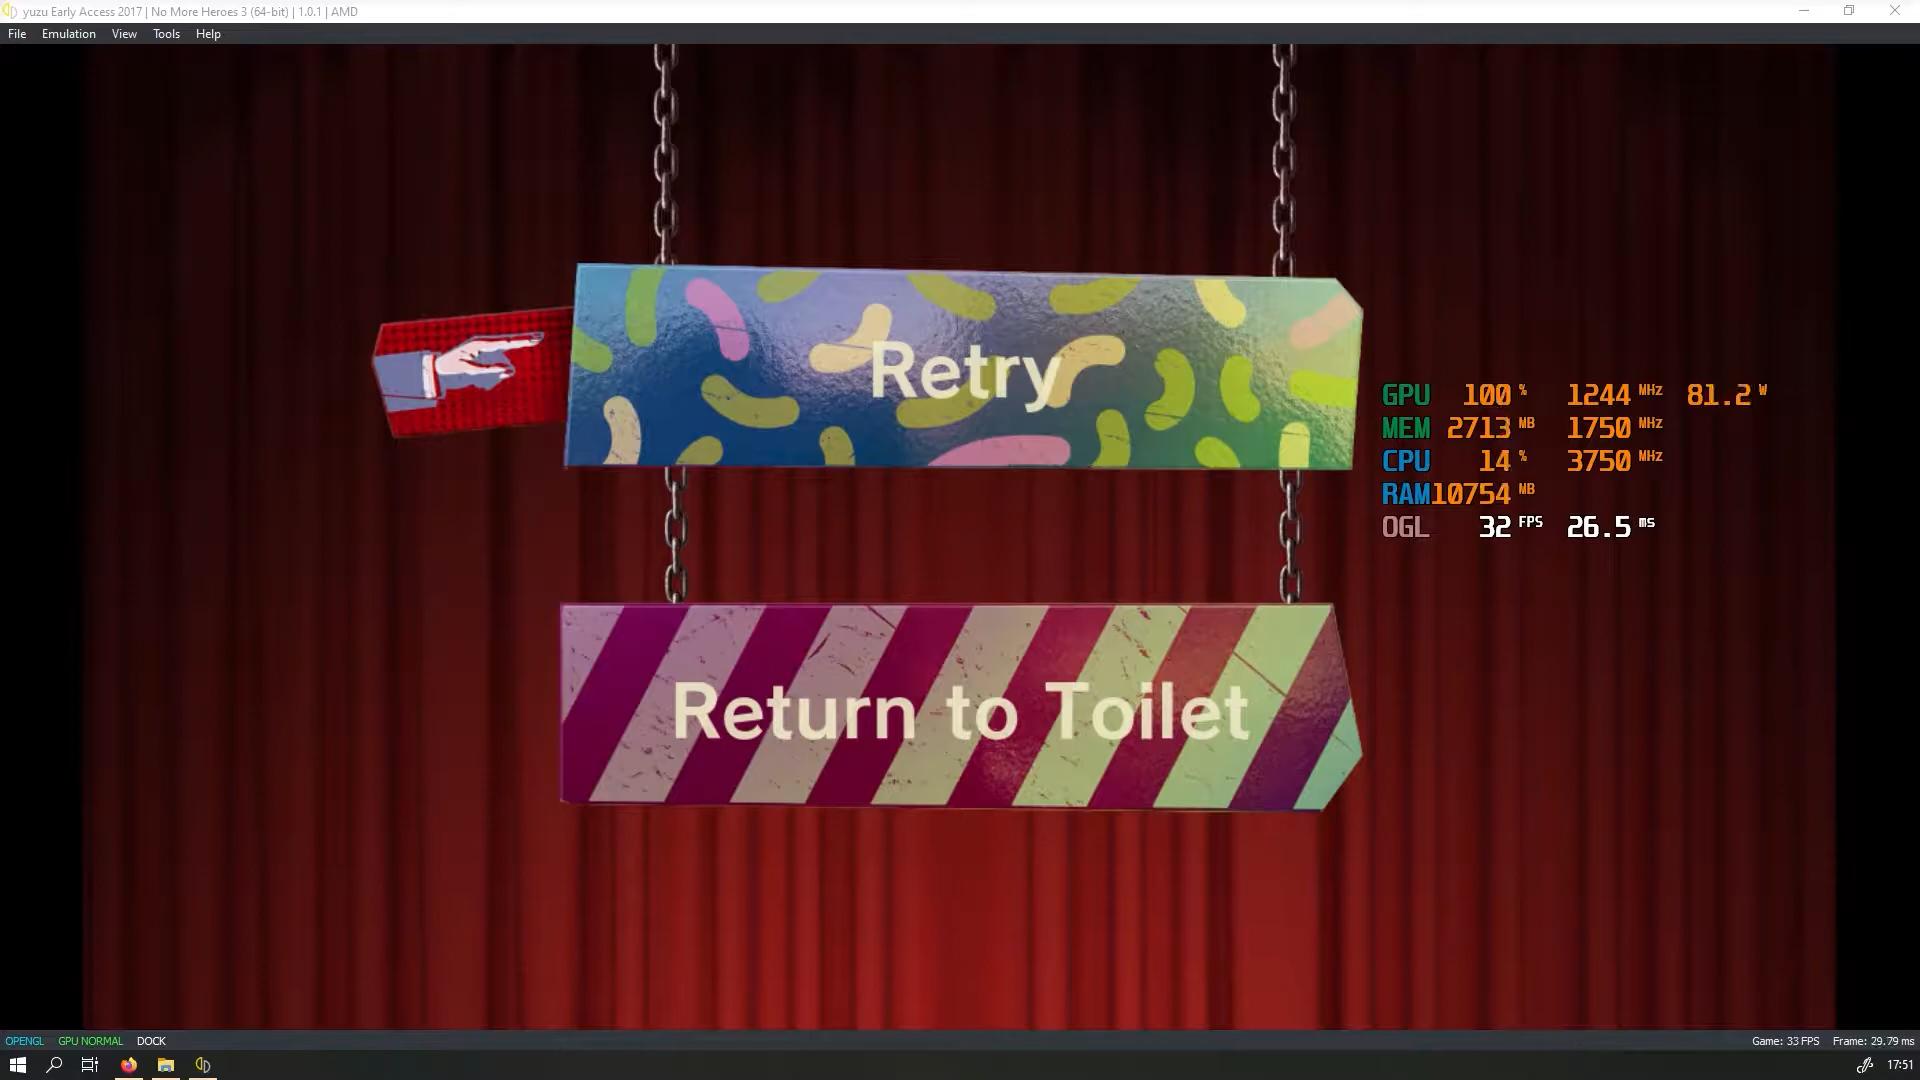 yuzu Early Access 2017 | No More Heroes 3 (64-bit) | 1.0.1 | AMD
File Emulation View Tools Help
Retry
GPU 100 % 1244 MHz 81.2 W
MEM 2713 MB 1750 MHz
CPU 14 % 3750 MHz
RAM 10754 MB
OGL 32 FPS 26.5 ms
Return to Toilet
OPENGL GPU NORMAL DOCK Game: 33 FPS Frame: 29.79 ms
17:51